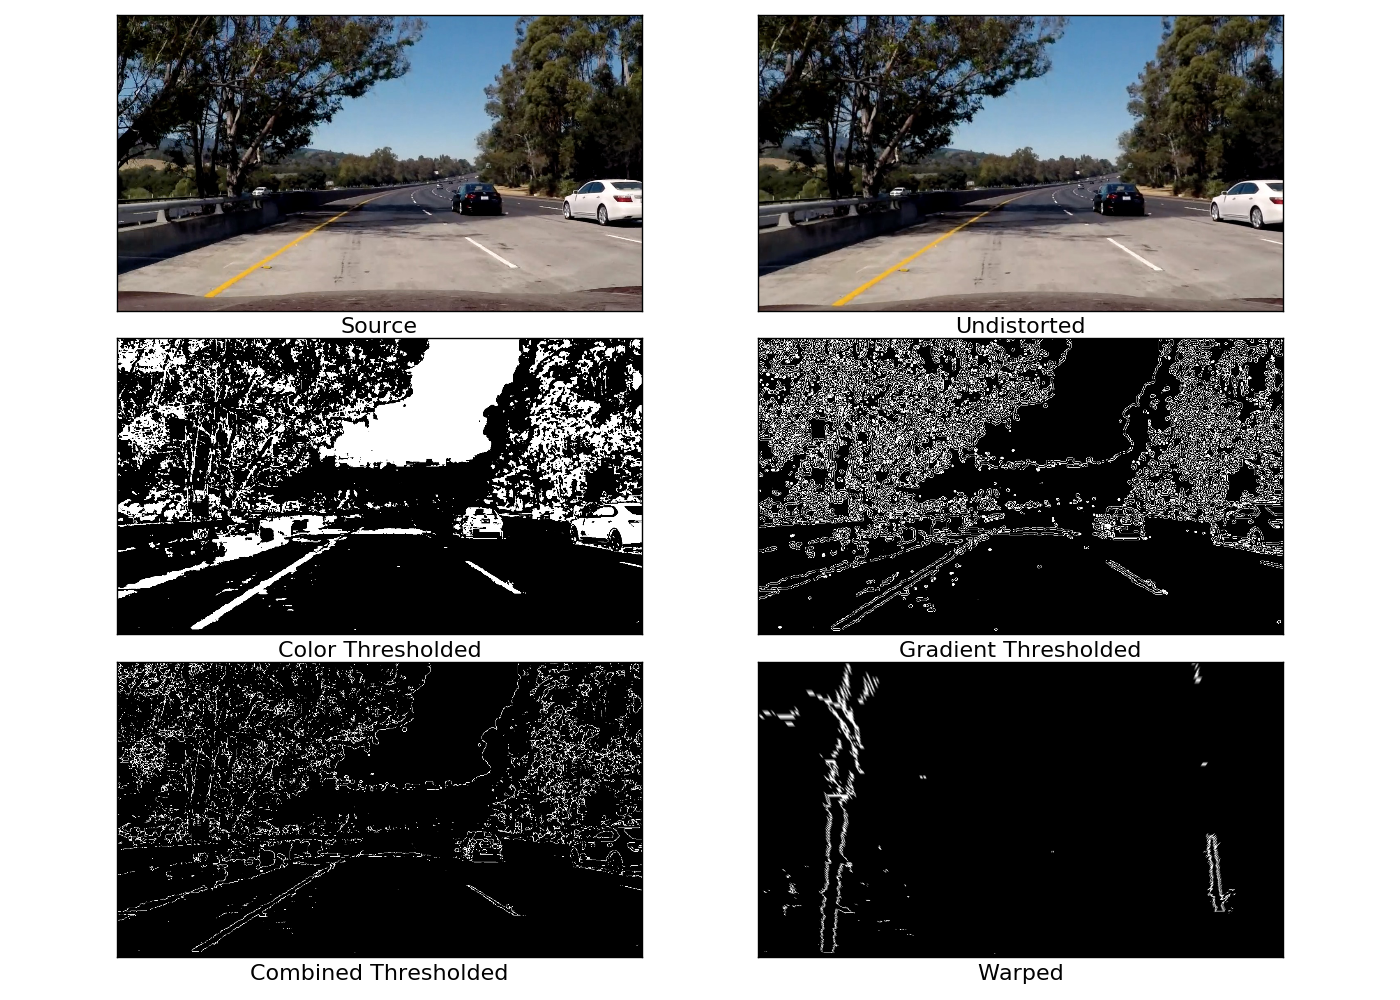 Source
Undistorted
Color Thresholded
Gradient Thresholded
Combined Thresholded
Warped